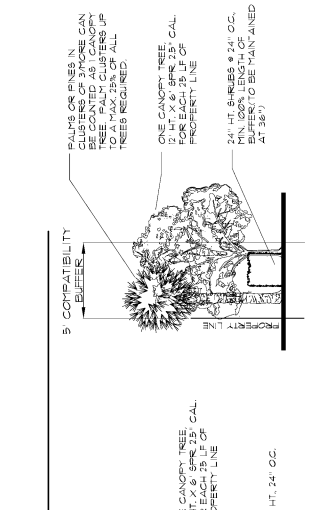 PALMS OR PINES IN
CLUSTERS OF 3/MORE CAN
BE COUNTED AS 1 CANOPY
TREE. PALM CLUSTERS UP
TO A MAX. 25% OF ALL
TREES REQUIRED.
ONE CANOPY TREE,
12' HT. X 6' SPR. 2.5" CAL.
FOR EACH 25 LF OF
PROPERTY LINE
24" HT. SHRUBS @ 24" O.C.,
MIN. 100% LENGTH OF
BUFFER(TO BE MAINTAINED
AT 36")
5' COMPATIBILITY
BUFFER
PROPERTY LINE
CANOPY TREE,
HT. X 6' SPR. 2.5" CAL.
EACH 25 LF OF
PROPERTY LINE
HT., 24" O.C.